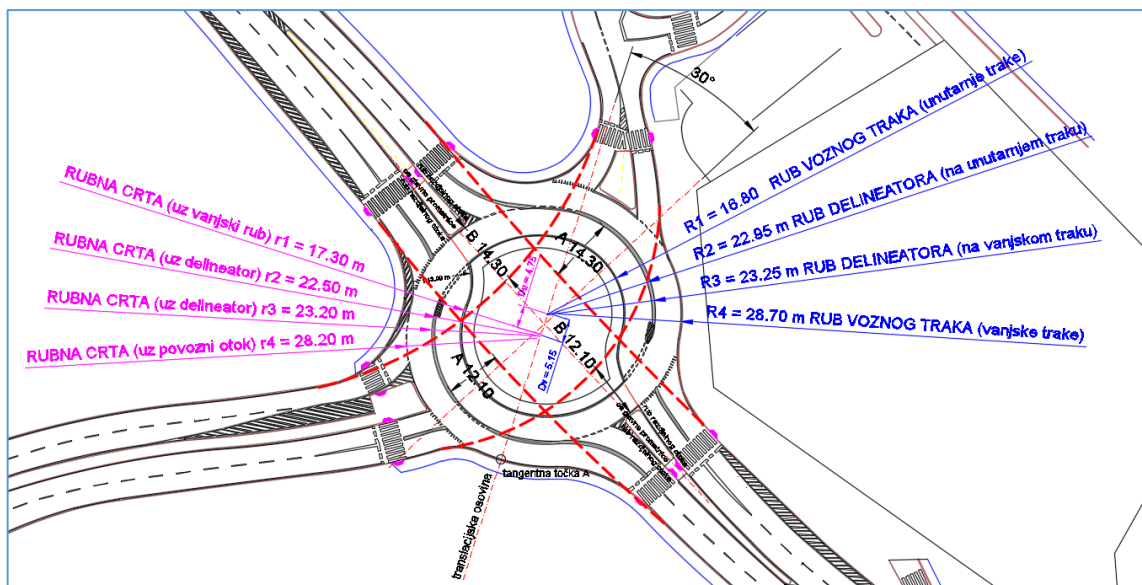 30°
R1 = 16.80 RUB VOZNOG TRAKA (unutarnje trake)
R2 = 22.95 m RUB DELINEATORA (na unutarnjem traku)
R3 = 23.25 m RUB DELINEATORA (na vanjskom traku)
R4 = 28.70 m RUB VOZNOG TRAKA (vanjske trake)
RUBNA CRTA (uz vanjski rub) r1 = 17.30 m
RUBNA CRTA (uz delineator) r2 = 22.50 m
RUBNA CRTA (uz delineator) r3 = 23.20 m
RUBNA CRTA (uz povozni otok) r4 = 28.20 m
B 14.30
A 14.30
B 12.10
A 12.10
Du = 4.75
Dv = 5.15
tangentna točka A
translacijska osovina